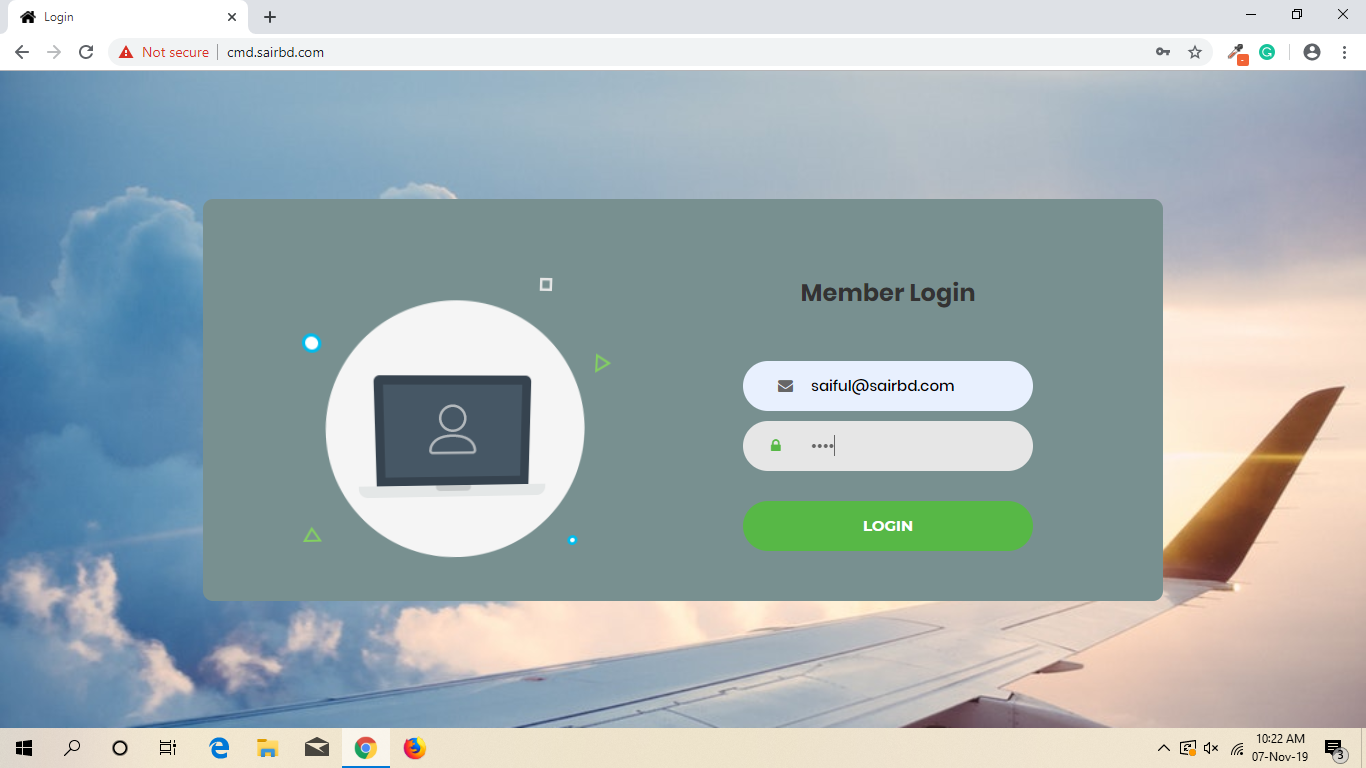 Login
Not secure
cmd.sairbd.com
Member Login
saiful@sairbd.com
••••
LOGIN
10:22 AM
07-Nov-19
3